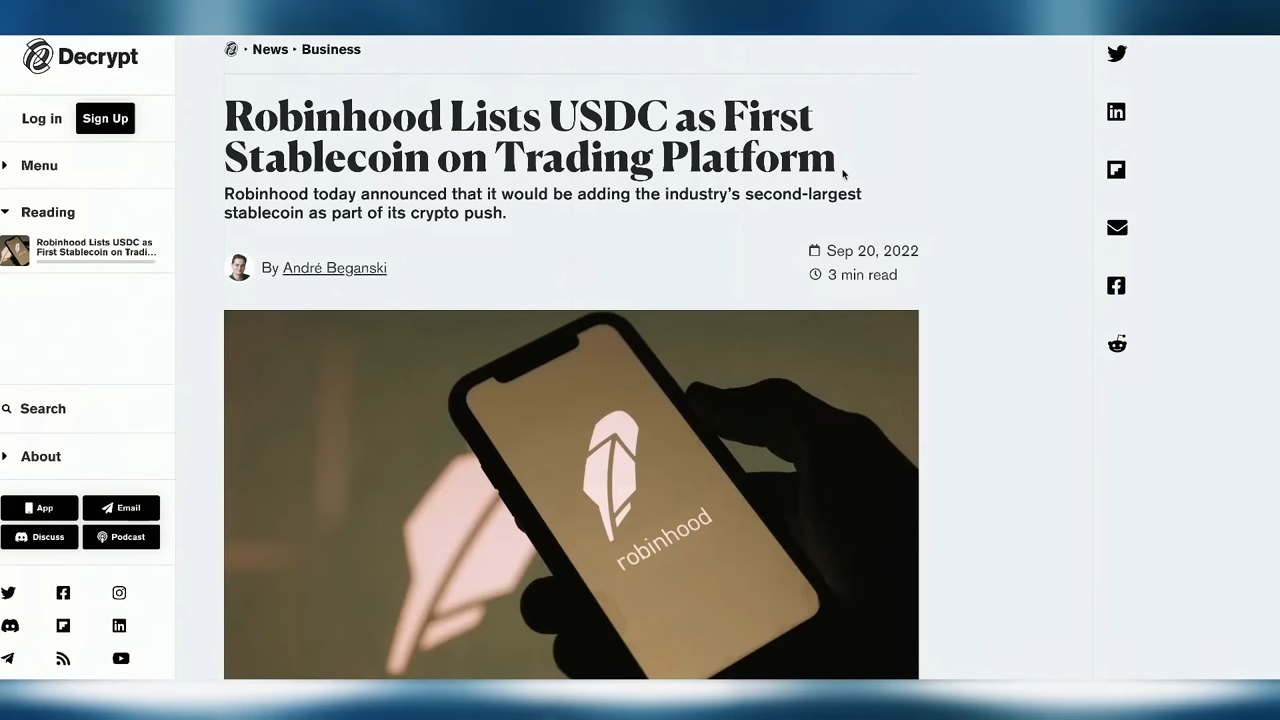 Decrypt
Log in
Sign Up
Menu
Reading
Robinhood Lists USDC as
First Stablecoin on Tradi...
Search
About
App
Email
Discuss
Podcast
News
Business
Robinhood Lists USDC as First
Stablecoin on Trading Platform
Robinhood today announced that it would be adding the industry's second-largest
stablecoin as part of its crypto push.
By André Beganski
Sep 20, 2022
3 min read
robinhood